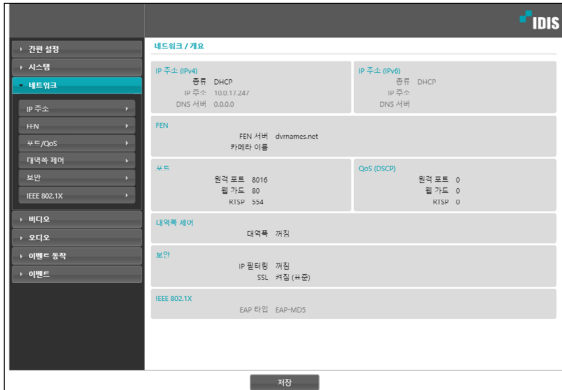 IDIS
간편 설정
시스템
네트워크
IP 주소
FEN
포트/QoS
대역폭 제어
보안
IEEE 802.1X
비디오
오디오
이벤트 동작
이벤트
네트워크 / 개요
IP 주소 (IPv4)
종류 DHCP
IP 주소 10.0.17.247
DNS 서버 0.0.0.0
IP 주소 (IPv6)
종류 DHCP
IP 주소
DNS 서버
FEN
FEN 서버 dvrnames.net
카메라 이름
포트
원격 포트 8016
웹 가드 80
RTSP 554
QoS (DSCP)
원격 포트 0
웹 가드 0
RTSP 0
대역폭 제어
대역폭 꺼짐
보안
IP 필터링 꺼짐
SSL 켜짐 (표준)
IEEE 802.1X
EAP 타입 EAP-MD5
저장